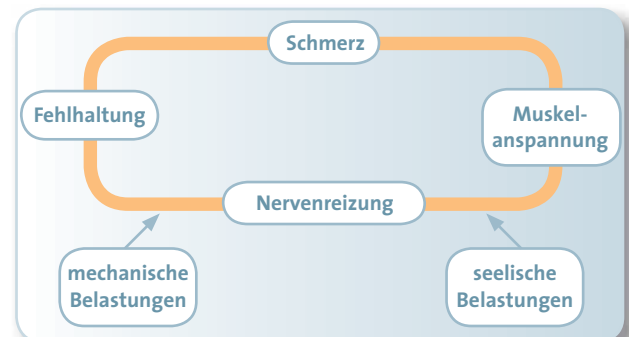 Schmerz
Fehlhaltung
Muskel-
anspannung
Nervenreizung
mechanische
Belastungen
seelische
Belastungen